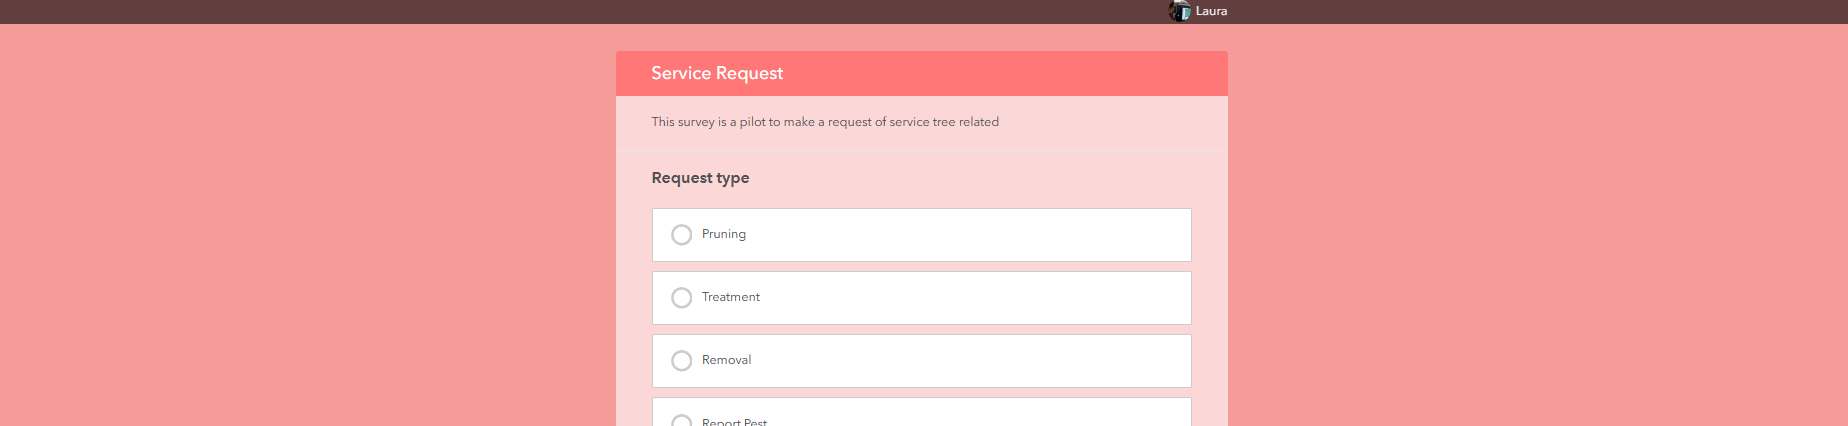 Laura
Service Request
This survey is a pilot to make a request of service tree related
Request type
Pruning
Treatment
Removal
Report Pest